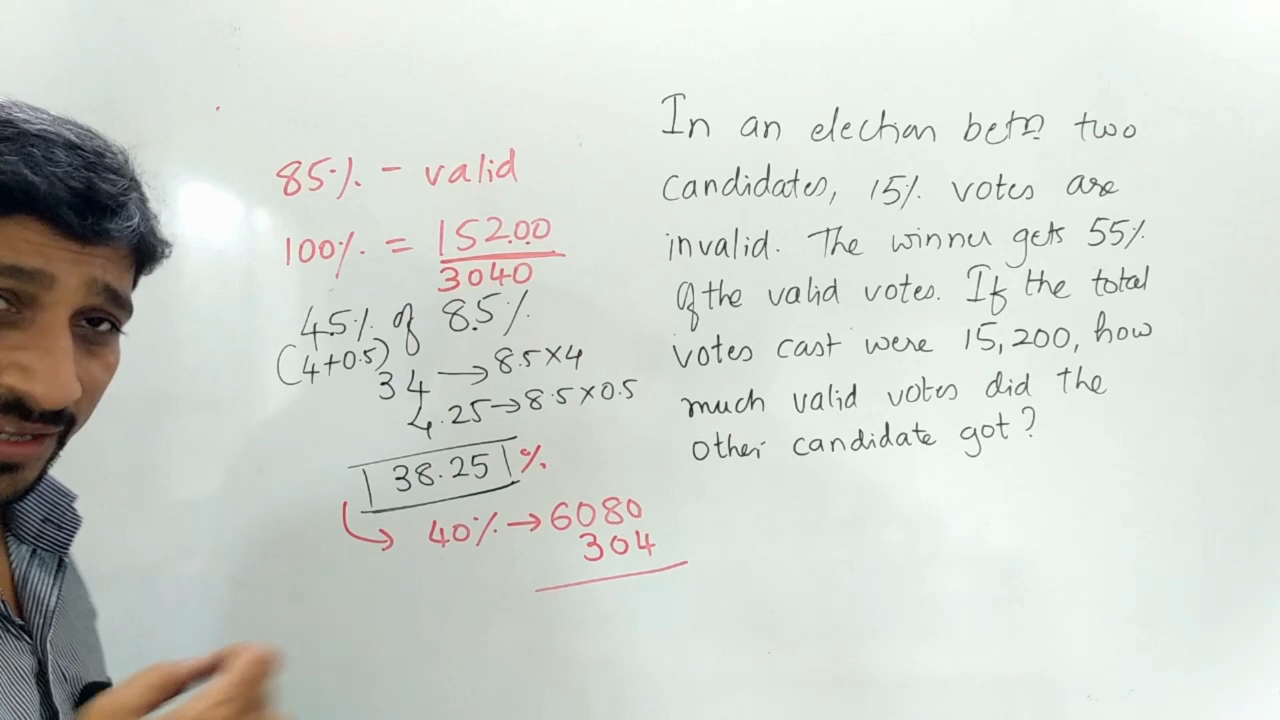 85% - valid
100% = 15200
3040
45% of 85%
(4+0.5)
34 → 8.5×4
4.25 → 8.5×0.5
38.25 %
40% → 6080
304
In an election betn two
candidates, 15% votes are
invalid. The winner gets 55%
of the valid votes. If the total
votes cast were 15,200, how
much valid votes did the
other candidate got?